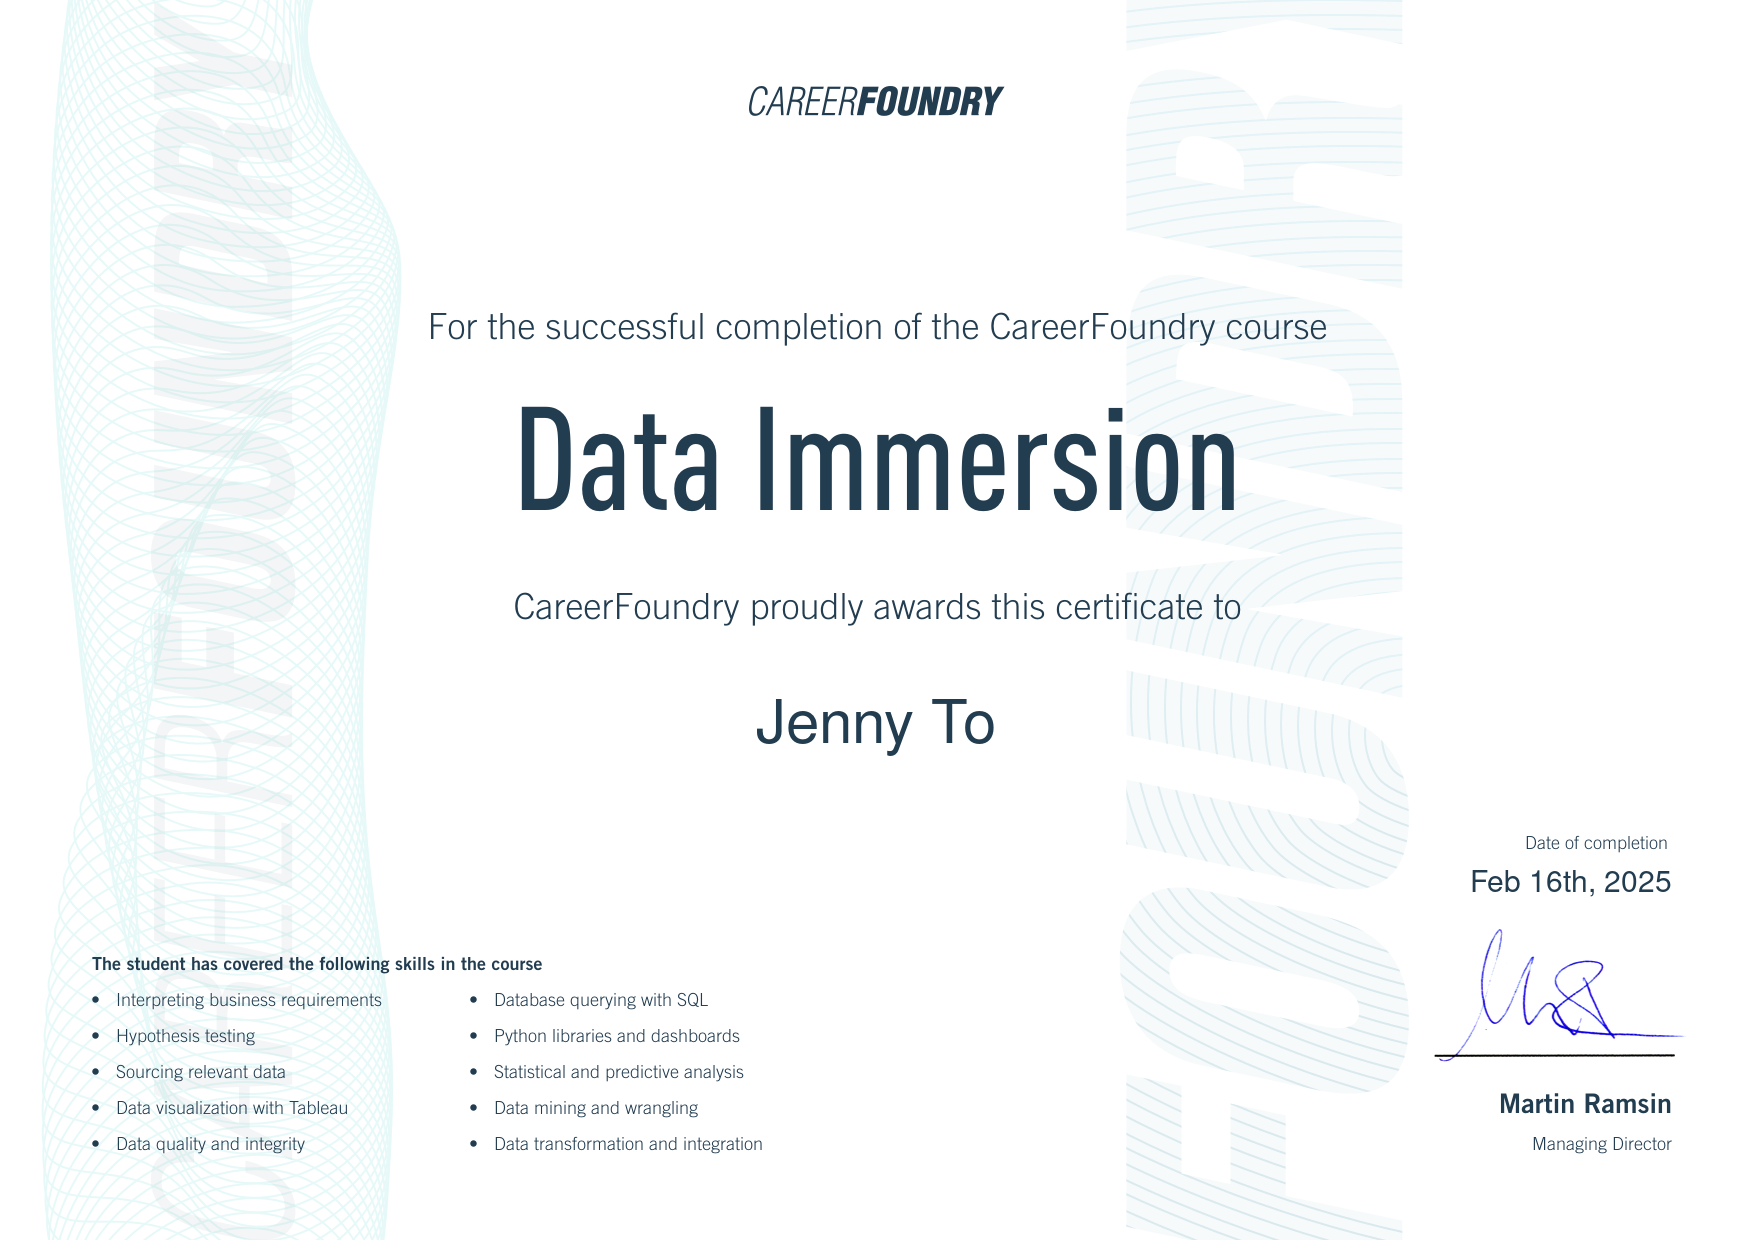 CAREERFOUNDRY
For the successful completion of the CareerFoundry course
Data Immersion
CareerFoundry proudly awards this certificate to
Jenny To
Date of completion
Feb 16th, 2025
The student has covered the following skills in the course
• Interpreting business requirements
• Hypothesis testing
• Sourcing relevant data
• Data visualization with Tableau
• Data quality and integrity
• Database querying with SQL
• Python libraries and dashboards
• Statistical and predictive analysis
• Data mining and wrangling
• Data transformation and integration
Martin Ramsin
Managing Director
CAREERFOUNDRY
FOUNDRY